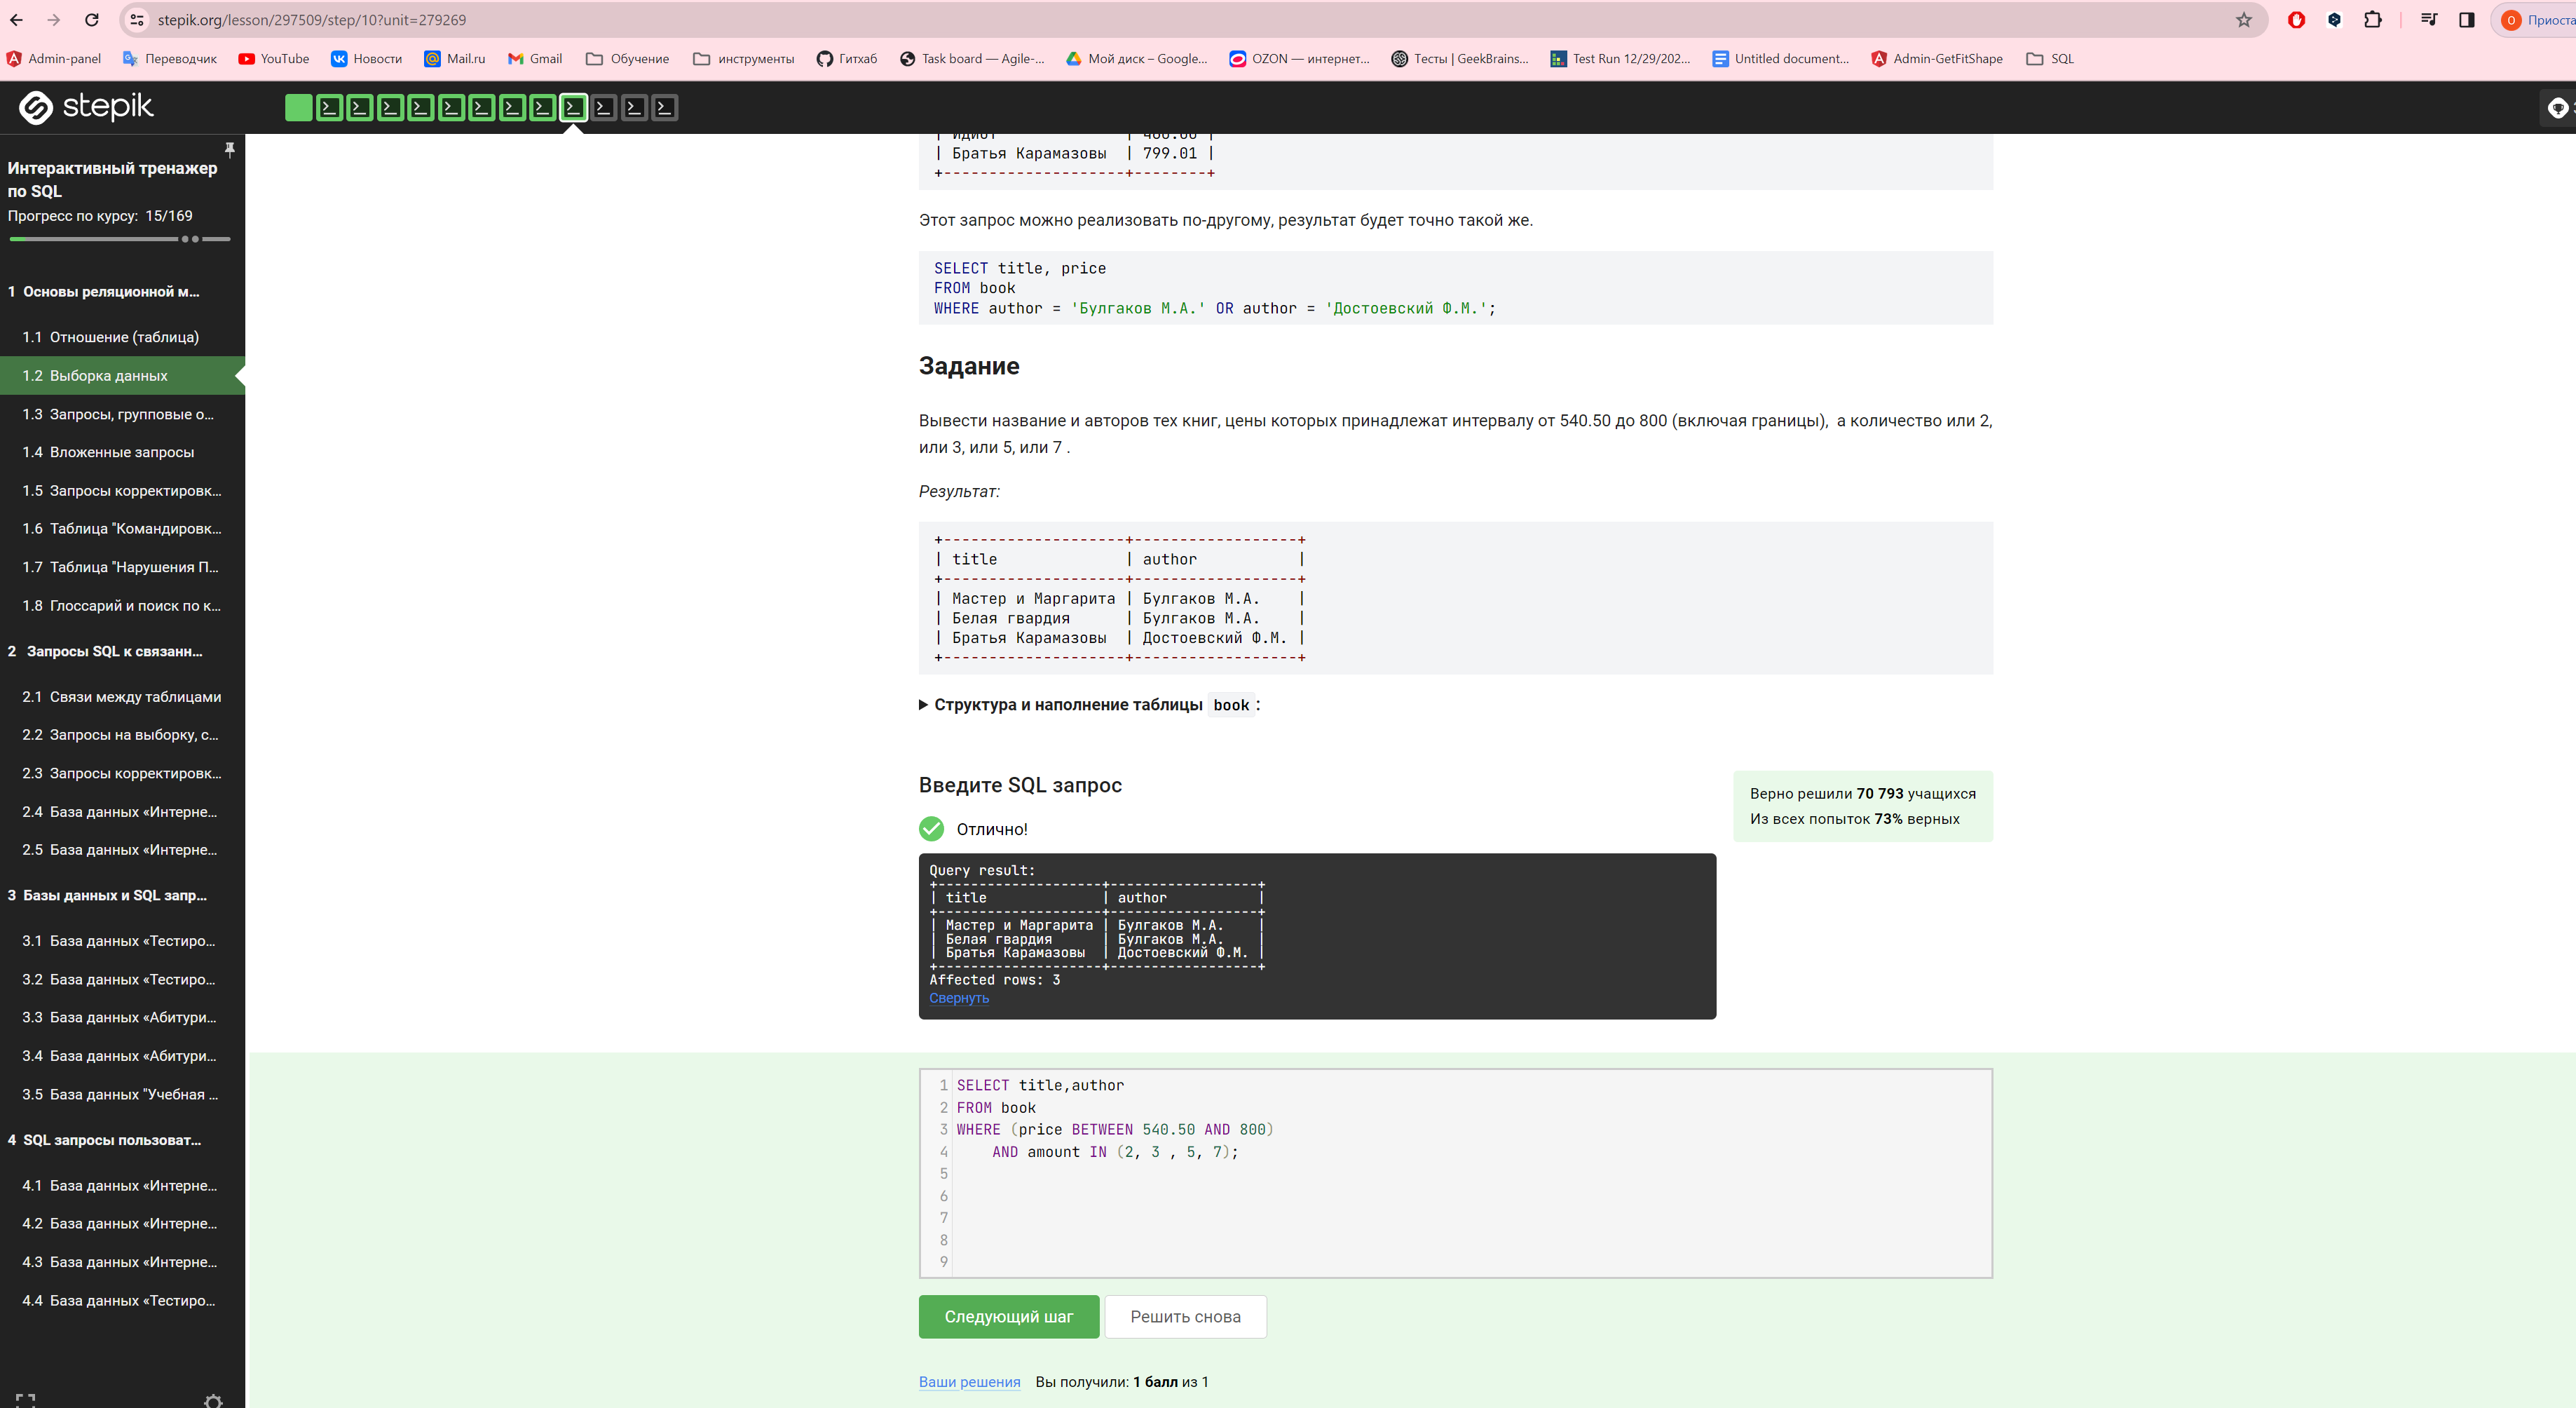 stepik.org/lesson/297509/step/10?unit=279269
О Приоста
Admin-panel Переводчик YouTube Новости Mail.ru Gmail Обучение инструменты Гитхаб Task board — Agile-... Мой диск – Google... OZON — интернет... Тесты | GeekBrains... Test Run 12/29/202... Untitled document... Admin-GetFitShape SQL
stepik
Интерактивный тренажер
по SQL
Прогресс по курсу: 15/169
1 Основы реляционной м...
1.1 Отношение (таблица)
1.2 Выборка данных
1.3 Запросы, групповые о...
1.4 Вложенные запросы
1.5 Запросы корректировк...
1.6 Таблица "Командировк...
1.7 Таблица "Нарушения П...
1.8 Глоссарий и поиск по к...
2 Запросы SQL к связанн...
2.1 Связи между таблицами
2.2 Запросы на выборку, с...
2.3 Запросы корректировк...
2.4 База данных «Интерне...
2.5 База данных «Интерне...
3 Базы данных и SQL запр...
3.1 База данных «Тестиро...
3.2 База данных «Тестиро...
3.3 База данных «Абитури...
3.4 База данных «Абитури...
3.5 База данных "Учебная ...
4 SQL запросы пользоват...
4.1 База данных «Интерне...
4.2 База данных «Интерне...
4.3 База данных «Интерне...
4.4 База данных «Тестиро...
| Идиот | 460.00 |
| Братья Карамазовы | 799.01 |
+--------------------+--------+
Этот запрос можно реализовать по-другому, результат будет точно такой же.
SELECT title, price
FROM book
WHERE author = 'Булгаков М.А.' OR author = 'Достоевский Ф.М.';
Задание
Вывести название и авторов тех книг, цены которых принадлежат интервалу от 540.50 до 800 (включая границы), а количество или 2,
или 3, или 5, или 7 .
Результат:
+--------------------+------------------+
| title | author |
+--------------------+------------------+
| Мастер и Маргарита | Булгаков М.А. |
| Белая гвардия | Булгаков М.А. |
| Братья Карамазовы | Достоевский Ф.М. |
+--------------------+------------------+
Структура и наполнение таблицы book :
Введите SQL запрос
Верно решили 70 793 учащихся
Из всех попыток 73% верных
Отлично!
Query result:
+--------------------+------------------+
| title | author |
+--------------------+------------------+
| Мастер и Маргарита | Булгаков М.А. |
| Белая гвардия | Булгаков М.А. |
| Братья Карамазовы | Достоевский Ф.М. |
+--------------------+------------------+
Affected rows: 3
Свернуть
1 SELECT title,author
2 FROM book
3 WHERE (price BETWEEN 540.50 AND 800)
4 AND amount IN (2, 3 , 5, 7);
5
6
7
8
9
Следующий шаг Решить снова
Ваши решения Вы получили: 1 балл из 1